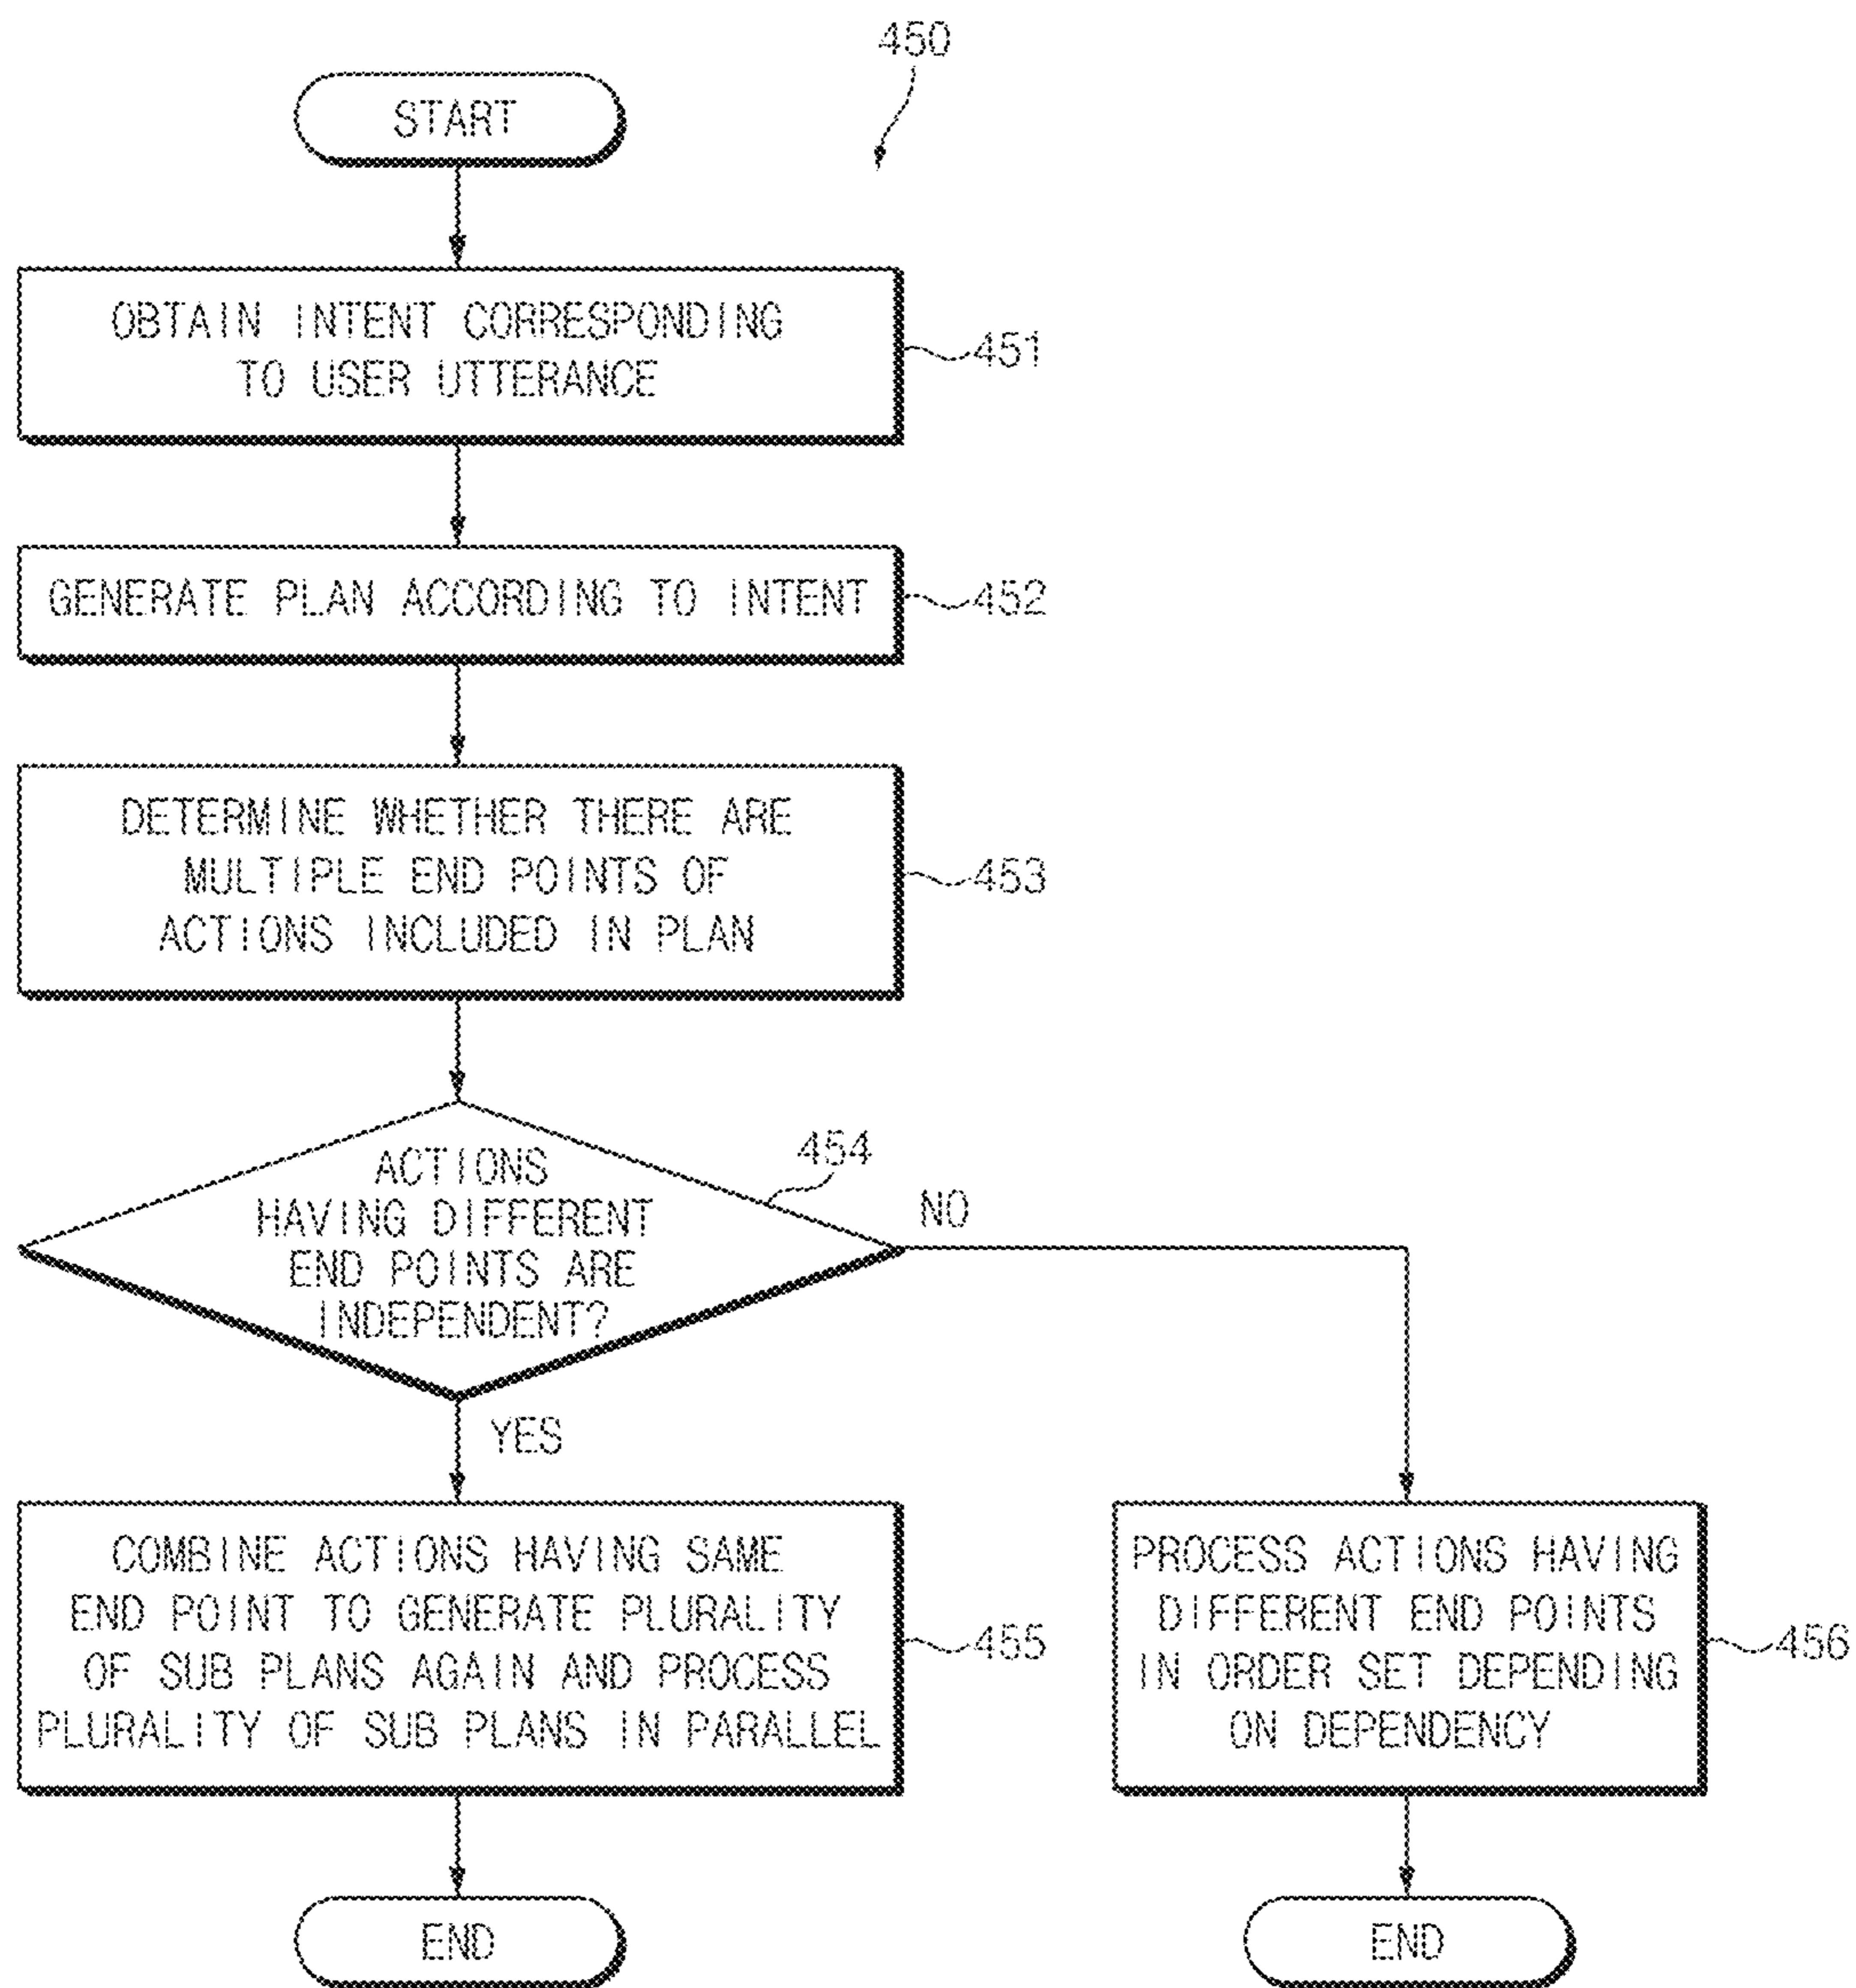 450
START
OBTAIN INTENT CORRESPONDING
TO USER UTTERANCE
451
GENERATE PLAN ACCORDING TO INTENT
452
DETERMINE WHETHER THERE ARE
MULTIPLE END POINTS OF
ACTIONS INCLUDED IN PLAN
453
454
ACTIONS
HAVING DIFFERENT
END POINTS ARE
INDEPENDENT?
NO
YES
COMBINE ACTIONS HAVING SAME
END POINT TO GENERATE PLURALITY
OF SUB PLANS AGAIN AND PROCESS
PLURALITY OF SUB PLANS IN PARALLEL
455
PROCESS ACTIONS HAVING
DIFFERENT END POINTS
IN ORDER SET DEPENDING
ON DEPENDENCY
456
END
END